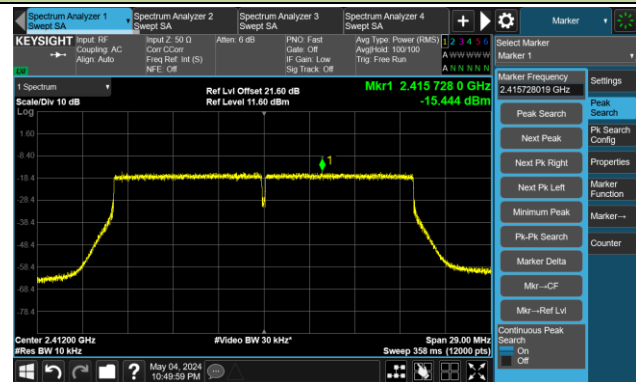 Spectrum Analyzer 1
Swept SA
Spectrum Analyzer 2
Swept SA
Spectrum Analyzer 3
Swept SA
Spectrum Analyzer 4
Swept SA
Marker
KEYSIGHT
Input: RF
Coupling: AC
Align: Auto
Input Z: 50 Ω
Corr CCorr
Freq Ref: Int (S)
NFE: Off
Atten: 6 dB
PNO: Fast
Gate: Off
IF Gain: Low
Sig Track: Off
Avg Type: Power (RMS)
Avg|Hold: 100/100
Trig: Free Run
1 2 3 4 5 6
A W W W W W
A N N N N N
Select Marker
Marker 1
1 Spectrum
Scale/Div 10 dB
Log
Ref Lvl Offset 21.60 dB
Ref Level 11.60 dBm
Mkr1 2.415 728 0 GHz
-15.444 dBm
1.60
-8.40
-18.4
-28.4
-38.4
-48.4
-58.4
-68.4
-78.4
1
Center 2.41200 GHz
#Res BW 10 kHz
#Video BW 30 kHz*
Span 29.00 MHz
Sweep 358 ms (12000 pts)
Marker Frequency
2.415728019 GHz
Peak Search
Next Peak
Next Pk Right
Next Pk Left
Minimum Peak
Pk-Pk Search
Marker Delta
Mkr→CF
Mkr→Ref Lvl
Continuous Peak
Search
On
Off
Settings
Peak
Search
Pk Search
Config
Properties
Marker
Function
Marker→
Counter
May 04, 2024
10:49:59 PM